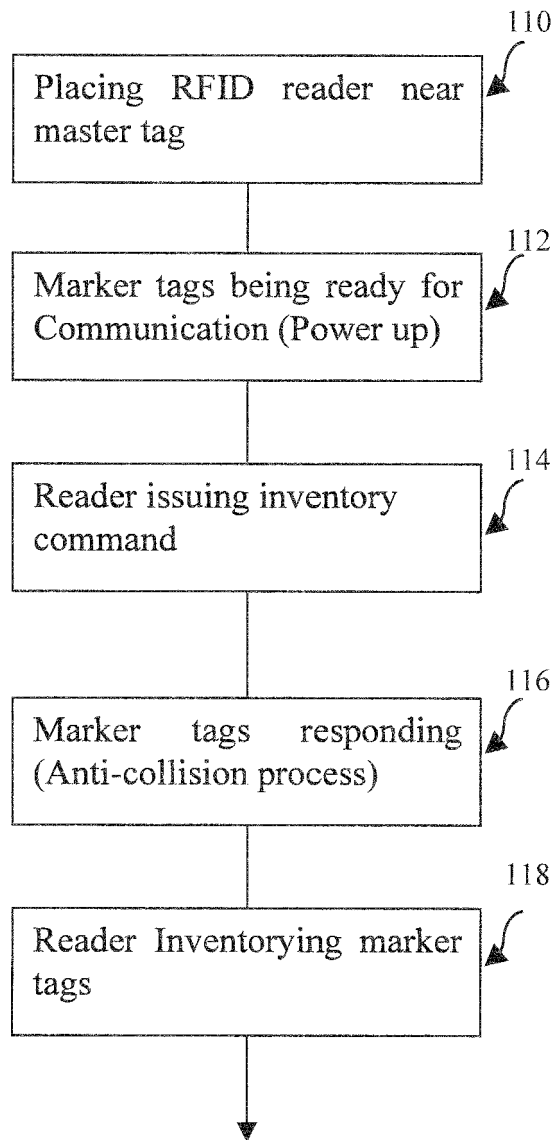 110
Placing RFID reader near
master tag
112
Marker tags being ready for
Communication (Power up)
114
Reader issuing inventory
command
116
Marker tags responding
(Anti-collision process)
118
Reader Inventorying marker
tags